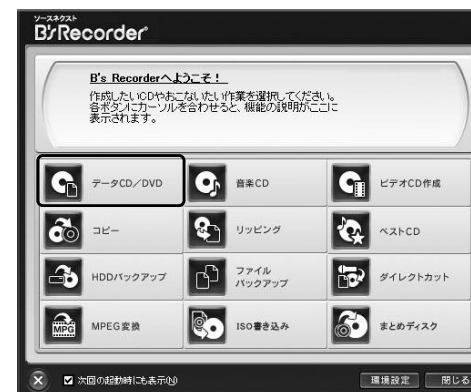 ソースネクスト
B's Recorder
B's Recorderへようこそ！
作成したいCDやおこないたい作業を選択してください。
各ボタンにカーソルを合わせると、機能の説明がここに
表示されます。
データCD／DVD
音楽CD
ビデオCD作成
コピー
リッピング
ベストCD
HDDバックアップ
ファイル
バックアップ
ダイレクトカット
MPG
MPEG変換
ISO書き込み
まとめディスク
次回の起動時にも表示(N)
環境設定
閉じる